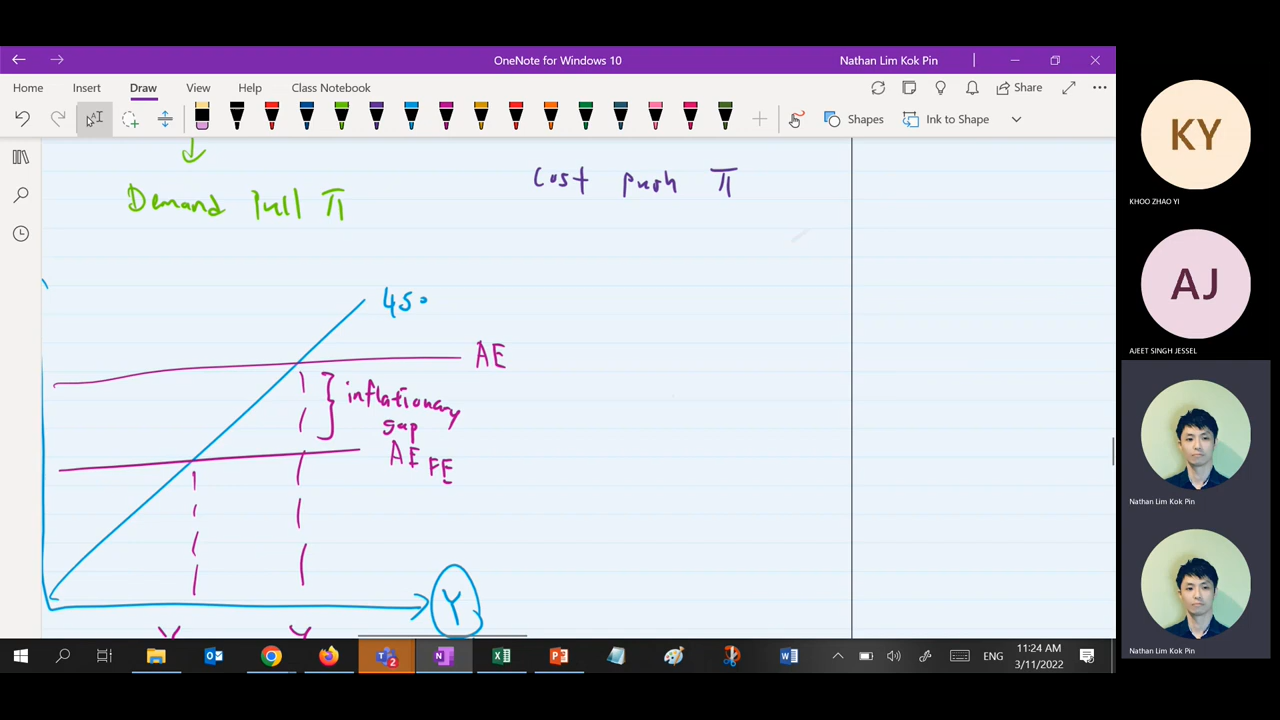 OneNote for Windows 10
Nathan Lim Kok Pin
Home Insert Draw View Help Class Notebook
Share
Shapes
Ink to Shape
Demand Pull π
Cost push π
45°
AE
inflationary
gap
AE FE
Y
Y Y
KY
KHOO ZHAO YI
AJ
AJEET SINGH JESSEL
Nathan Lim Kok Pin
Nathan Lim Kok Pin
2
ENG
11:24 AM
3/11/2022